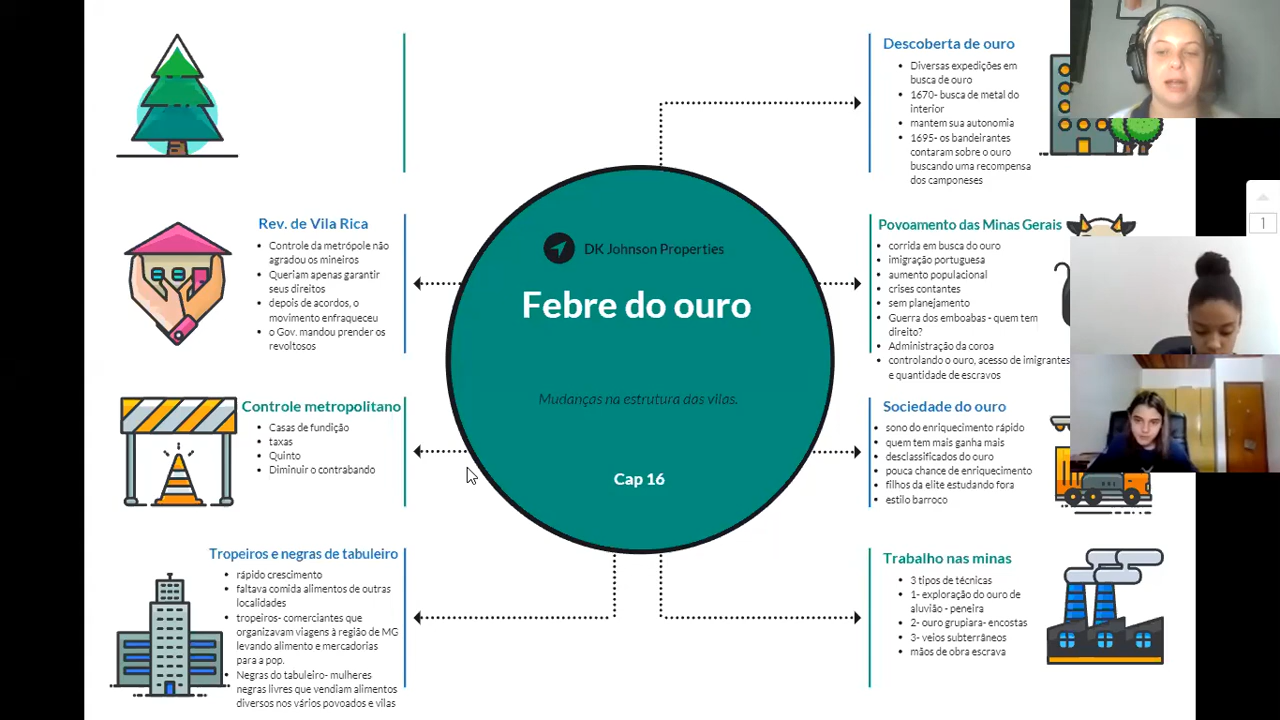 Descoberta de ouro
Diversas expedições em
busca de ouro
1670- busca de metal do
interior
mantem sua autonomia
1695- os bandeirantes
contaram sobre o ouro
buscando uma recompensa
dos camponeses
Povoamento das Minas Gerais
corrida em busca do ouro
imigração portuguesa
aumento populacional
crises contantes
sem planejamento
Guerra dos emboabas - quem tem
direito?
Administração da coroa
controlando o ouro, acesso de imigrantes
e quantidade de escravos
Sociedade do ouro
sono do enriquecimento rápido
quem tem mais ganha mais
desclassificados do ouro
pouca chance de enriquecimento
filhos da elite estudando fora
estilo barroco
Trabalho nas minas
3 tipos de técnicas
1- exploração do ouro de
aluvião - peneira
2- ouro grupiara- encostas
3- veios subterrâneos
mãos de obra escrava
DK Johnson Properties
Febre do ouro
Mudanças na estrutura das vilas.
Cap 16
Rev. de Vila Rica
Controle da metrópole não
agradou os mineiros
Queriam apenas garantir
seus direitos
depois de acordos, o
movimento enfraqueceu
o Gov. mandou prender os
revoltosos
Controle metropolitano
Casas de fundição
taxas
Quinto
Diminuir o contrabando
Tropeiros e negras de tabuleiro
rápido crescimento
faltava comida alimentos de outras
localidades
tropeiros- comerciantes que
organizavam viagens à região de MG
levando alimento e mercadorias
para a pop.
Negras do tabuleiro- mulheres
negras livres que vendiam alimentos
diversos nos vários povoados e vilas
1